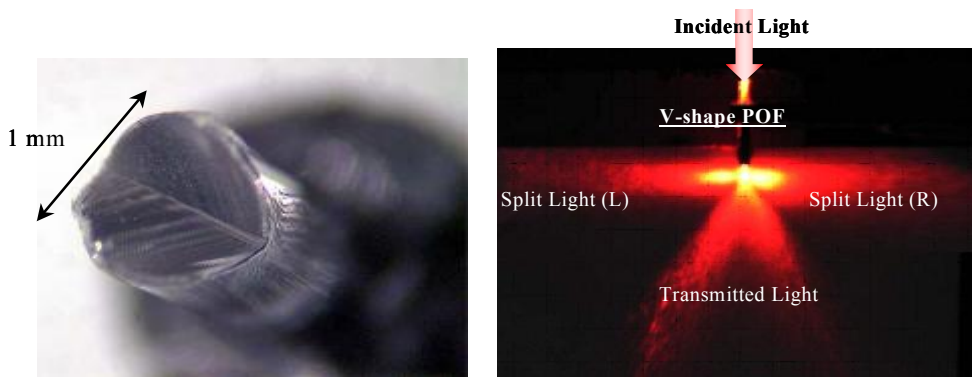 1 mm
Incident Light
V-shape POF
Split Light (L)
Split Light (R)
Transmitted Light